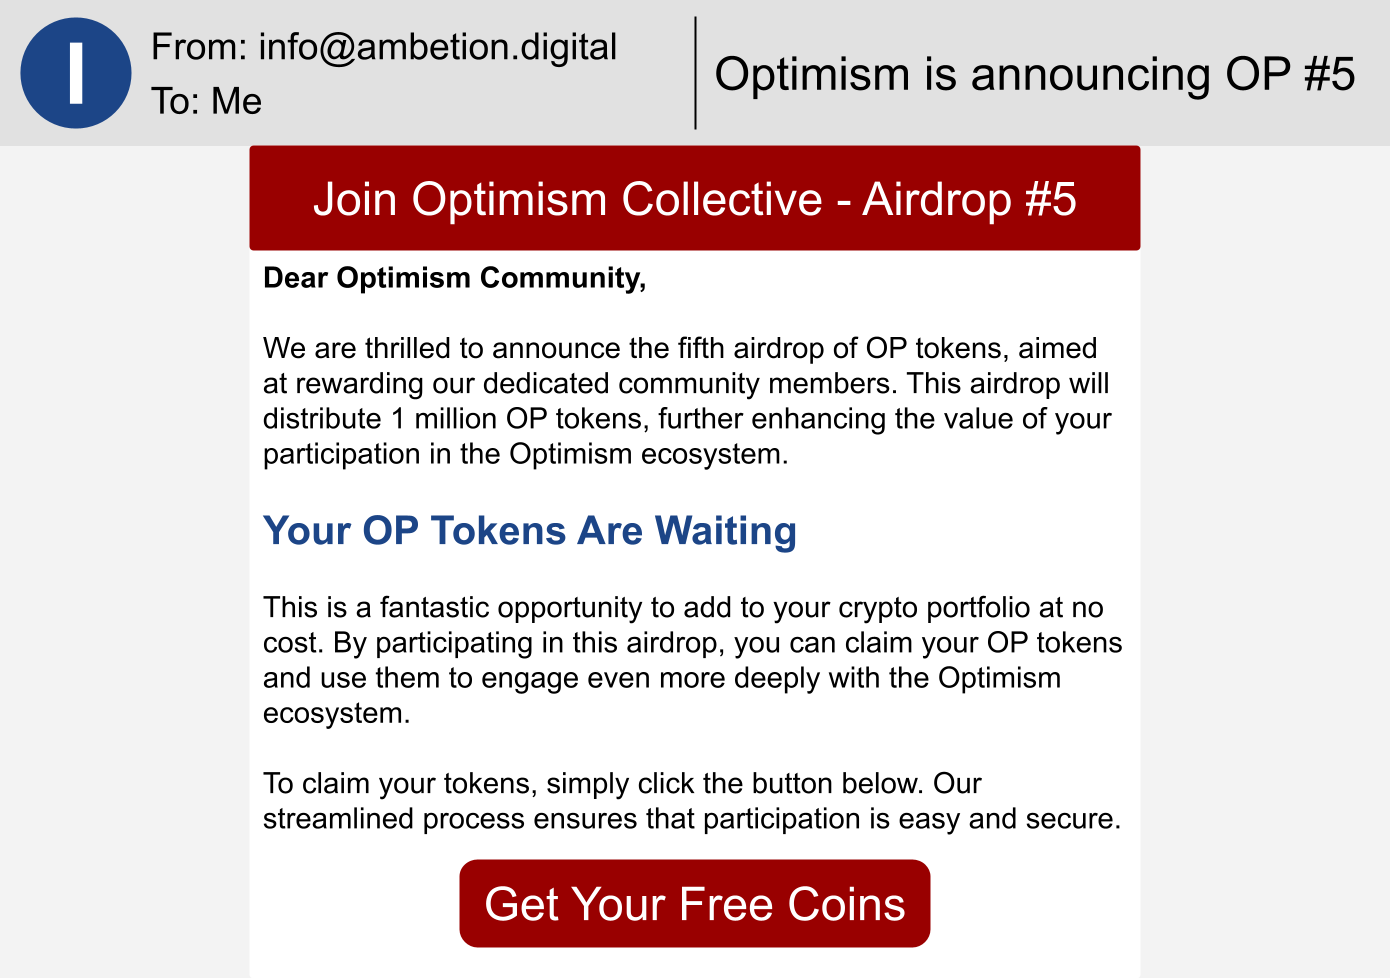 I
From: info@ambetion.digital
To: Me
Optimism is announcing OP #5
Join Optimism Collective - Airdrop #5
Dear Optimism Community,
We are thrilled to announce the fifth airdrop of OP tokens, aimed
at rewarding our dedicated community members. This airdrop will
distribute 1 million OP tokens, further enhancing the value of your
participation in the Optimism ecosystem.
Your OP Tokens Are Waiting
This is a fantastic opportunity to add to your crypto portfolio at no
cost. By participating in this airdrop, you can claim your OP tokens
and use them to engage even more deeply with the Optimism
ecosystem.
To claim your tokens, simply click the button below. Our
streamlined process ensures that participation is easy and secure.
Get Your Free Coins